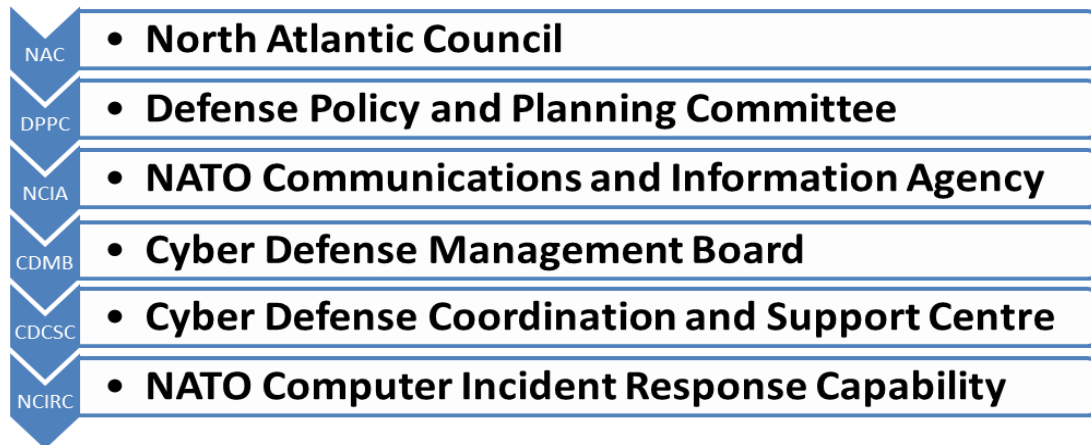 NAC
• North Atlantic Council
DPPC
• Defense Policy and Planning Committee
NCIA
• NATO Communications and Information Agency
CDMB
• Cyber Defense Management Board
CDCSC
• Cyber Defense Coordination and Support Centre
NCIRC
• NATO Computer Incident Response Capability